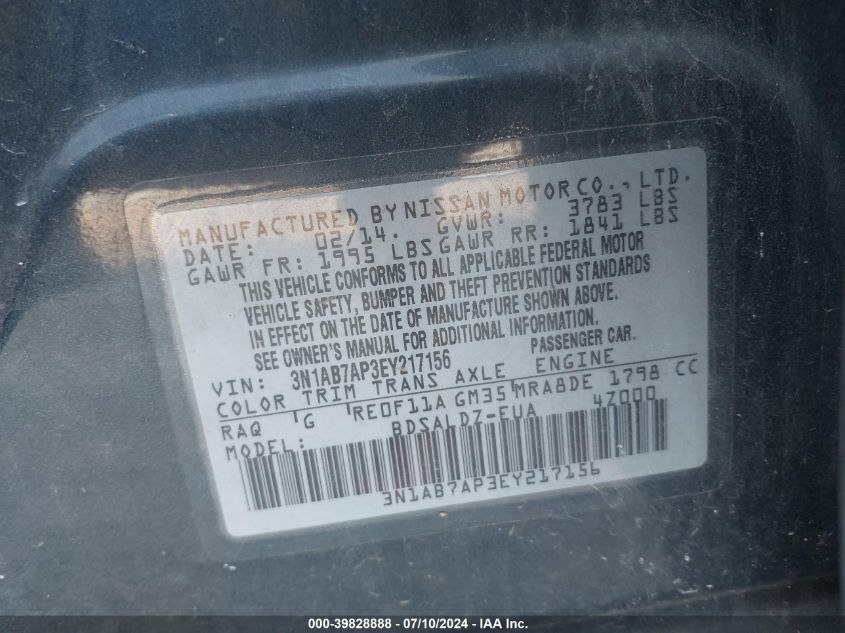 MANUFACTURED BY NISSAN MOTOR CO., LTD.
DATE: 02/14. GVWR: 3783 LBS
GAWR FR: 1995 LBS GAWR RR: 1841 LBS
THIS VEHICLE CONFORMS TO ALL APPLICABLE FEDERAL MOTOR
VEHICLE SAFETY, BUMPER AND THEFT PREVENTION STANDARDS
IN EFFECT ON THE DATE OF MANUFACTURE SHOWN ABOVE.
SEE OWNER'S MANUAL FOR ADDITIONAL INFORMATION.
VIN: 3N1AB7AP3EY217156 PASSENGER CAR.
COLOR TRIM TRANS AXLE ENGINE
RAQ G RE0F11A GM35 MRA8DE 1798 CC
MODEL: BDSALDZ-EUA 4Z000
3N1AB7AP3EY217156
000-39828888 - 07/10/2024 - IAA Inc.